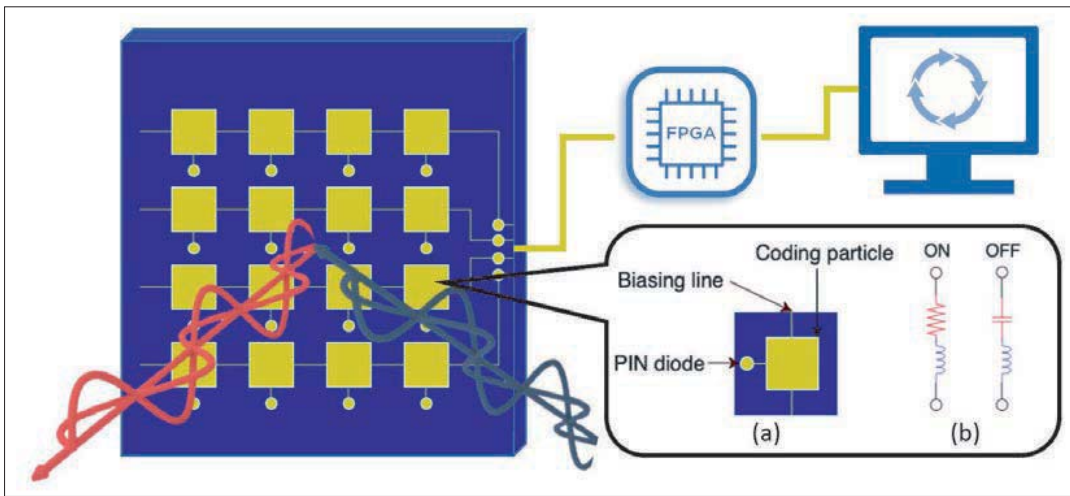 FPGA
Coding particle
ON
OFF
Biasing line
PIN diode
(a)
(b)